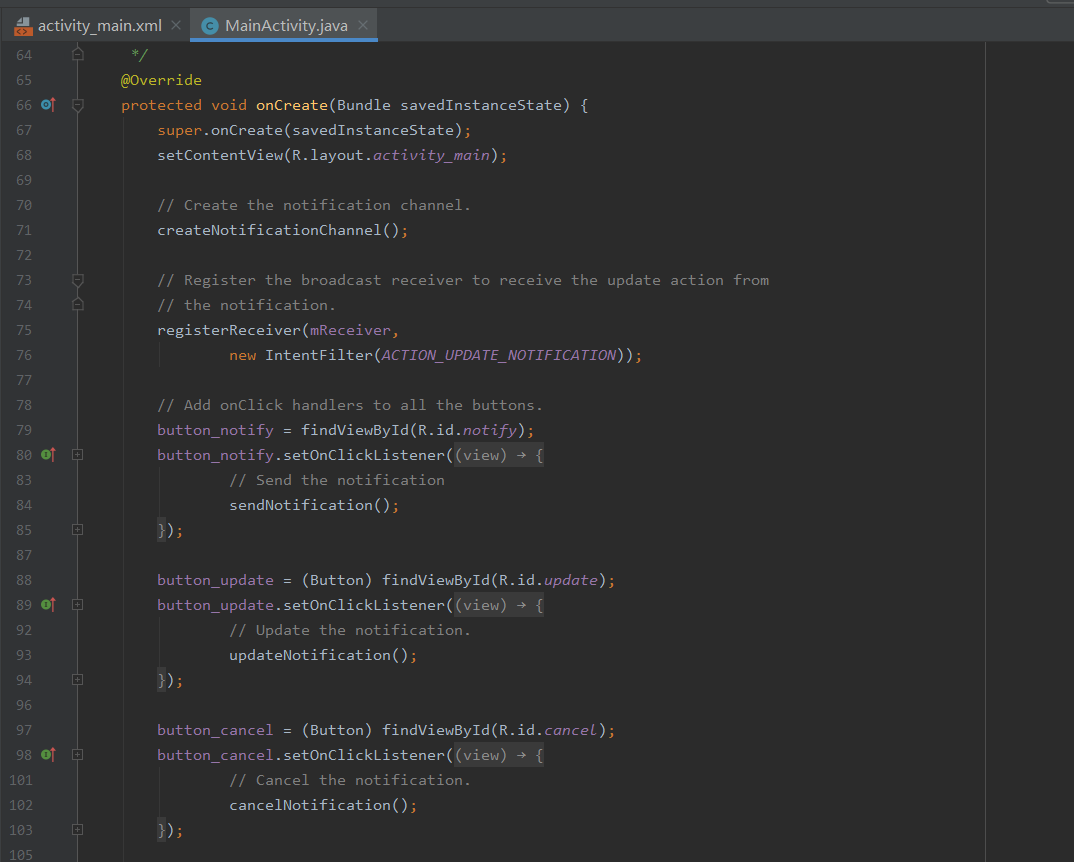 activity_main.xml MainActivity.java
64 */
65 @Override
66 protected void onCreate(Bundle savedInstanceState) {
67 super.onCreate(savedInstanceState);
68 setContentView(R.layout.activity_main);
69
70 // Create the notification channel.
71 createNotificationChannel();
72
73 // Register the broadcast receiver to receive the update action from
74 // the notification.
75 registerReceiver(mReceiver,
76 new IntentFilter(ACTION_UPDATE_NOTIFICATION));
77
78 // Add onClick handlers to all the buttons.
79 button_notify = findViewById(R.id.notify);
80 button_notify.setOnClickListener((view) → {
83 // Send the notification
84 sendNotification();
85 });
87
88 button_update = (Button) findViewById(R.id.update);
89 button_update.setOnClickListener((view) → {
92 // Update the notification.
93 updateNotification();
94 });
96
97 button_cancel = (Button) findViewById(R.id.cancel);
98 button_cancel.setOnClickListener((view) → {
101 // Cancel the notification.
102 cancelNotification();
103 });
105